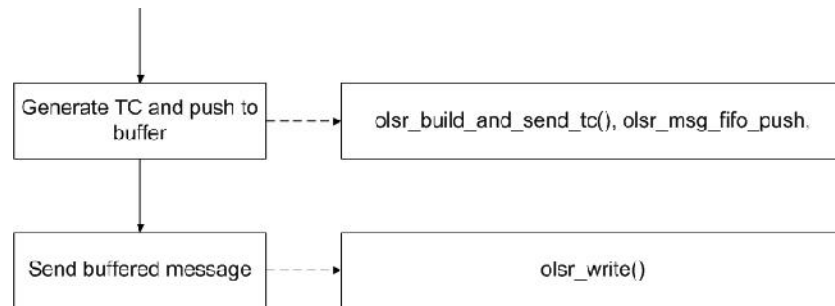 Generate TC and push to
buffer
olsr_build_and_send_tc(), olsr_msg_fifo_push,
Send buffered message
olsr_write()